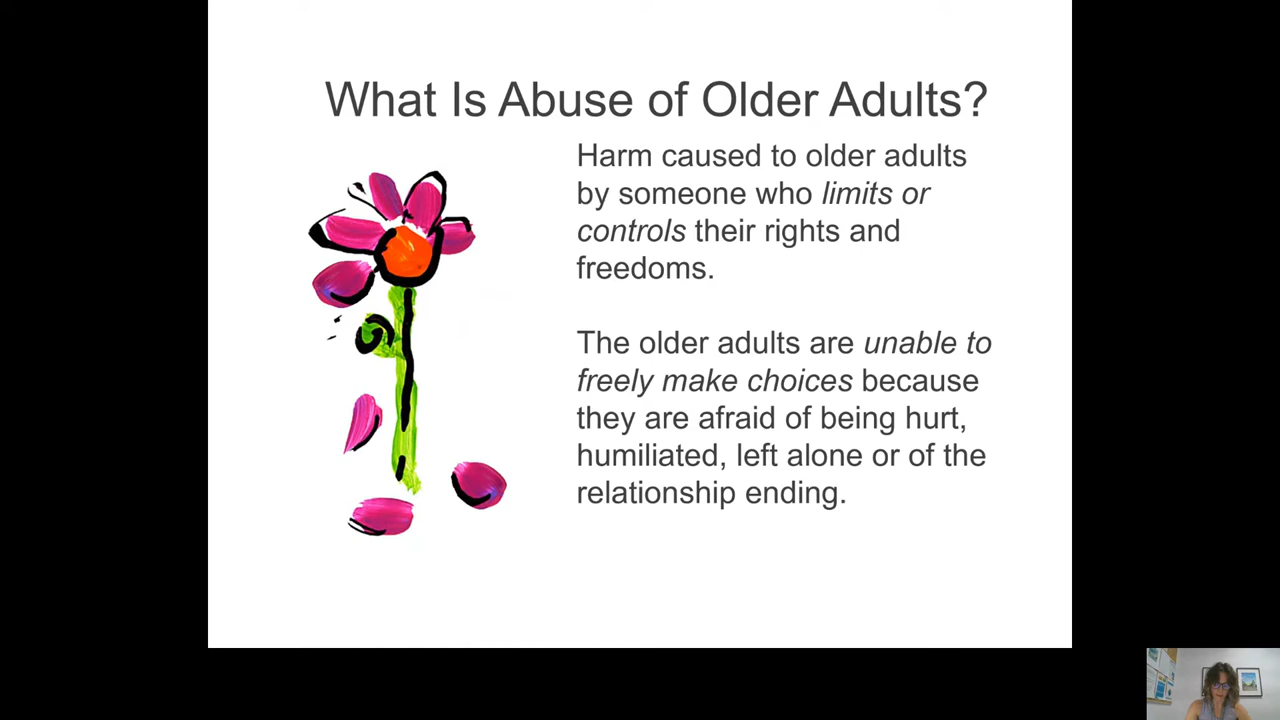 What Is Abuse of Older Adults?
Harm caused to older adults
by someone who limits or
controls their rights and
freedoms.
The older adults are unable to
freely make choices because
they are afraid of being hurt,
humiliated, left alone or of the
relationship ending.